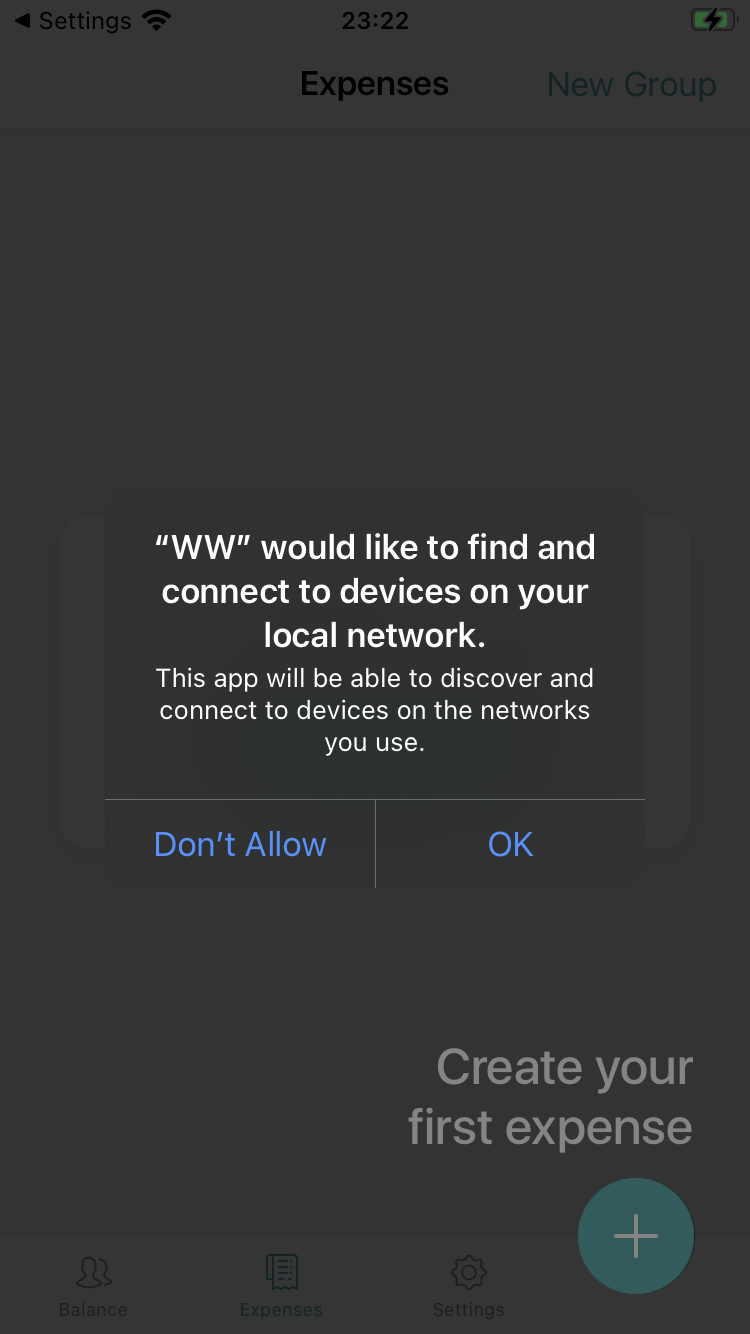 Settings
23:22
Expenses
New Group
“WW” would like to find and
connect to devices on your
local network.
This app will be able to discover and
connect to devices on the networks
you use.
Don’t Allow
OK
Create your
first expense
Balance
Expenses
Settings